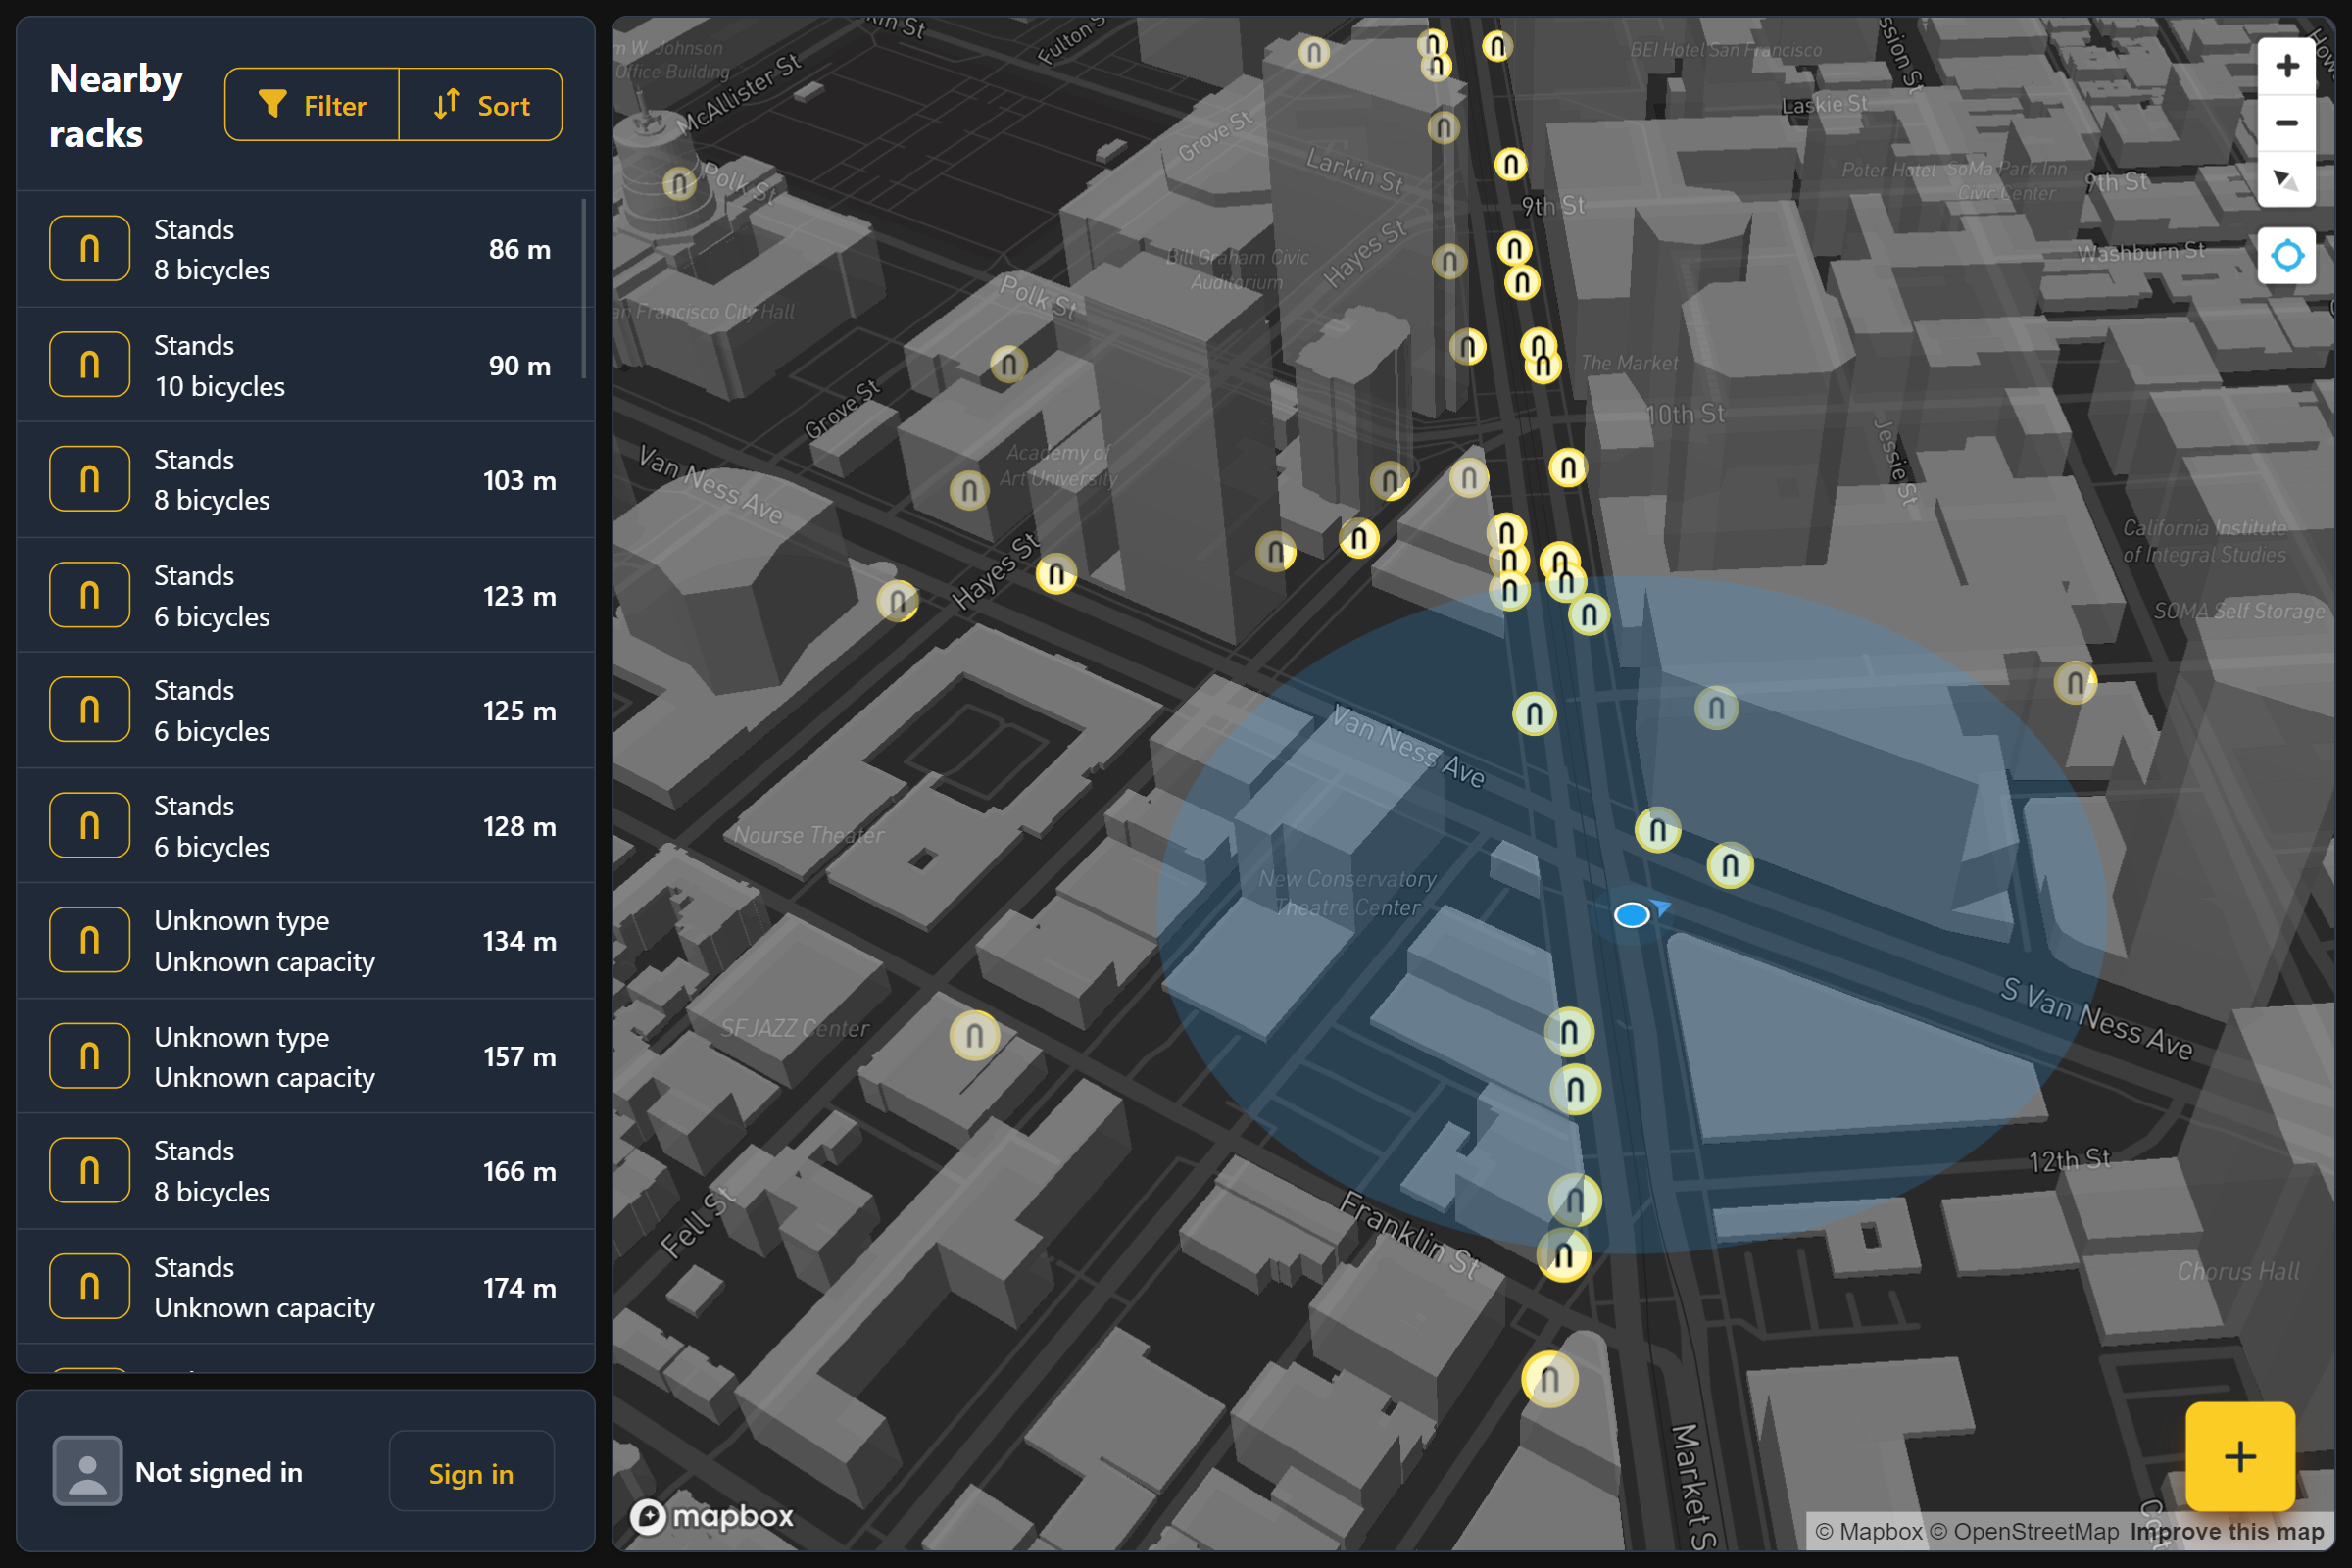 Nearby
racks
Filter
Sort
Stands
8 bicycles
86 m
Stands
10 bicycles
90 m
Stands
8 bicycles
103 m
Stands
6 bicycles
123 m
Stands
6 bicycles
125 m
Stands
6 bicycles
128 m
Unknown type
Unknown capacity
134 m
Unknown type
Unknown capacity
157 m
Stands
8 bicycles
166 m
Stands
Unknown capacity
174 m
Not signed in
Sign in
Fulton S
m W. Johnson
Office Building
McAllister St
BEI Hotel San Francisco
Laskie St
Grove St
Larkin St
Polk St
Poter Hotel
SoMa Park Inn
Civic Center
9th St
9th St
Bill Graham Civic
Auditorium
Hayes St
Washburn St
Polk St
an Francisco City Hall
The Market
Grove St
10th St
Jessie St
Van Ness Ave
Academy of
Art University
California Institute
of Integral Studies
Hayes St
SOMA Self Storage
Van Ness Ave
Nourse Theater
New Conservatory
Theatre Center
SFJAZZ Center
S Van Ness Ave
12th St
Fell St
Franklin St
Chorus Hall
Market S
mapbox
© Mapbox © OpenStreetMap Improve this map